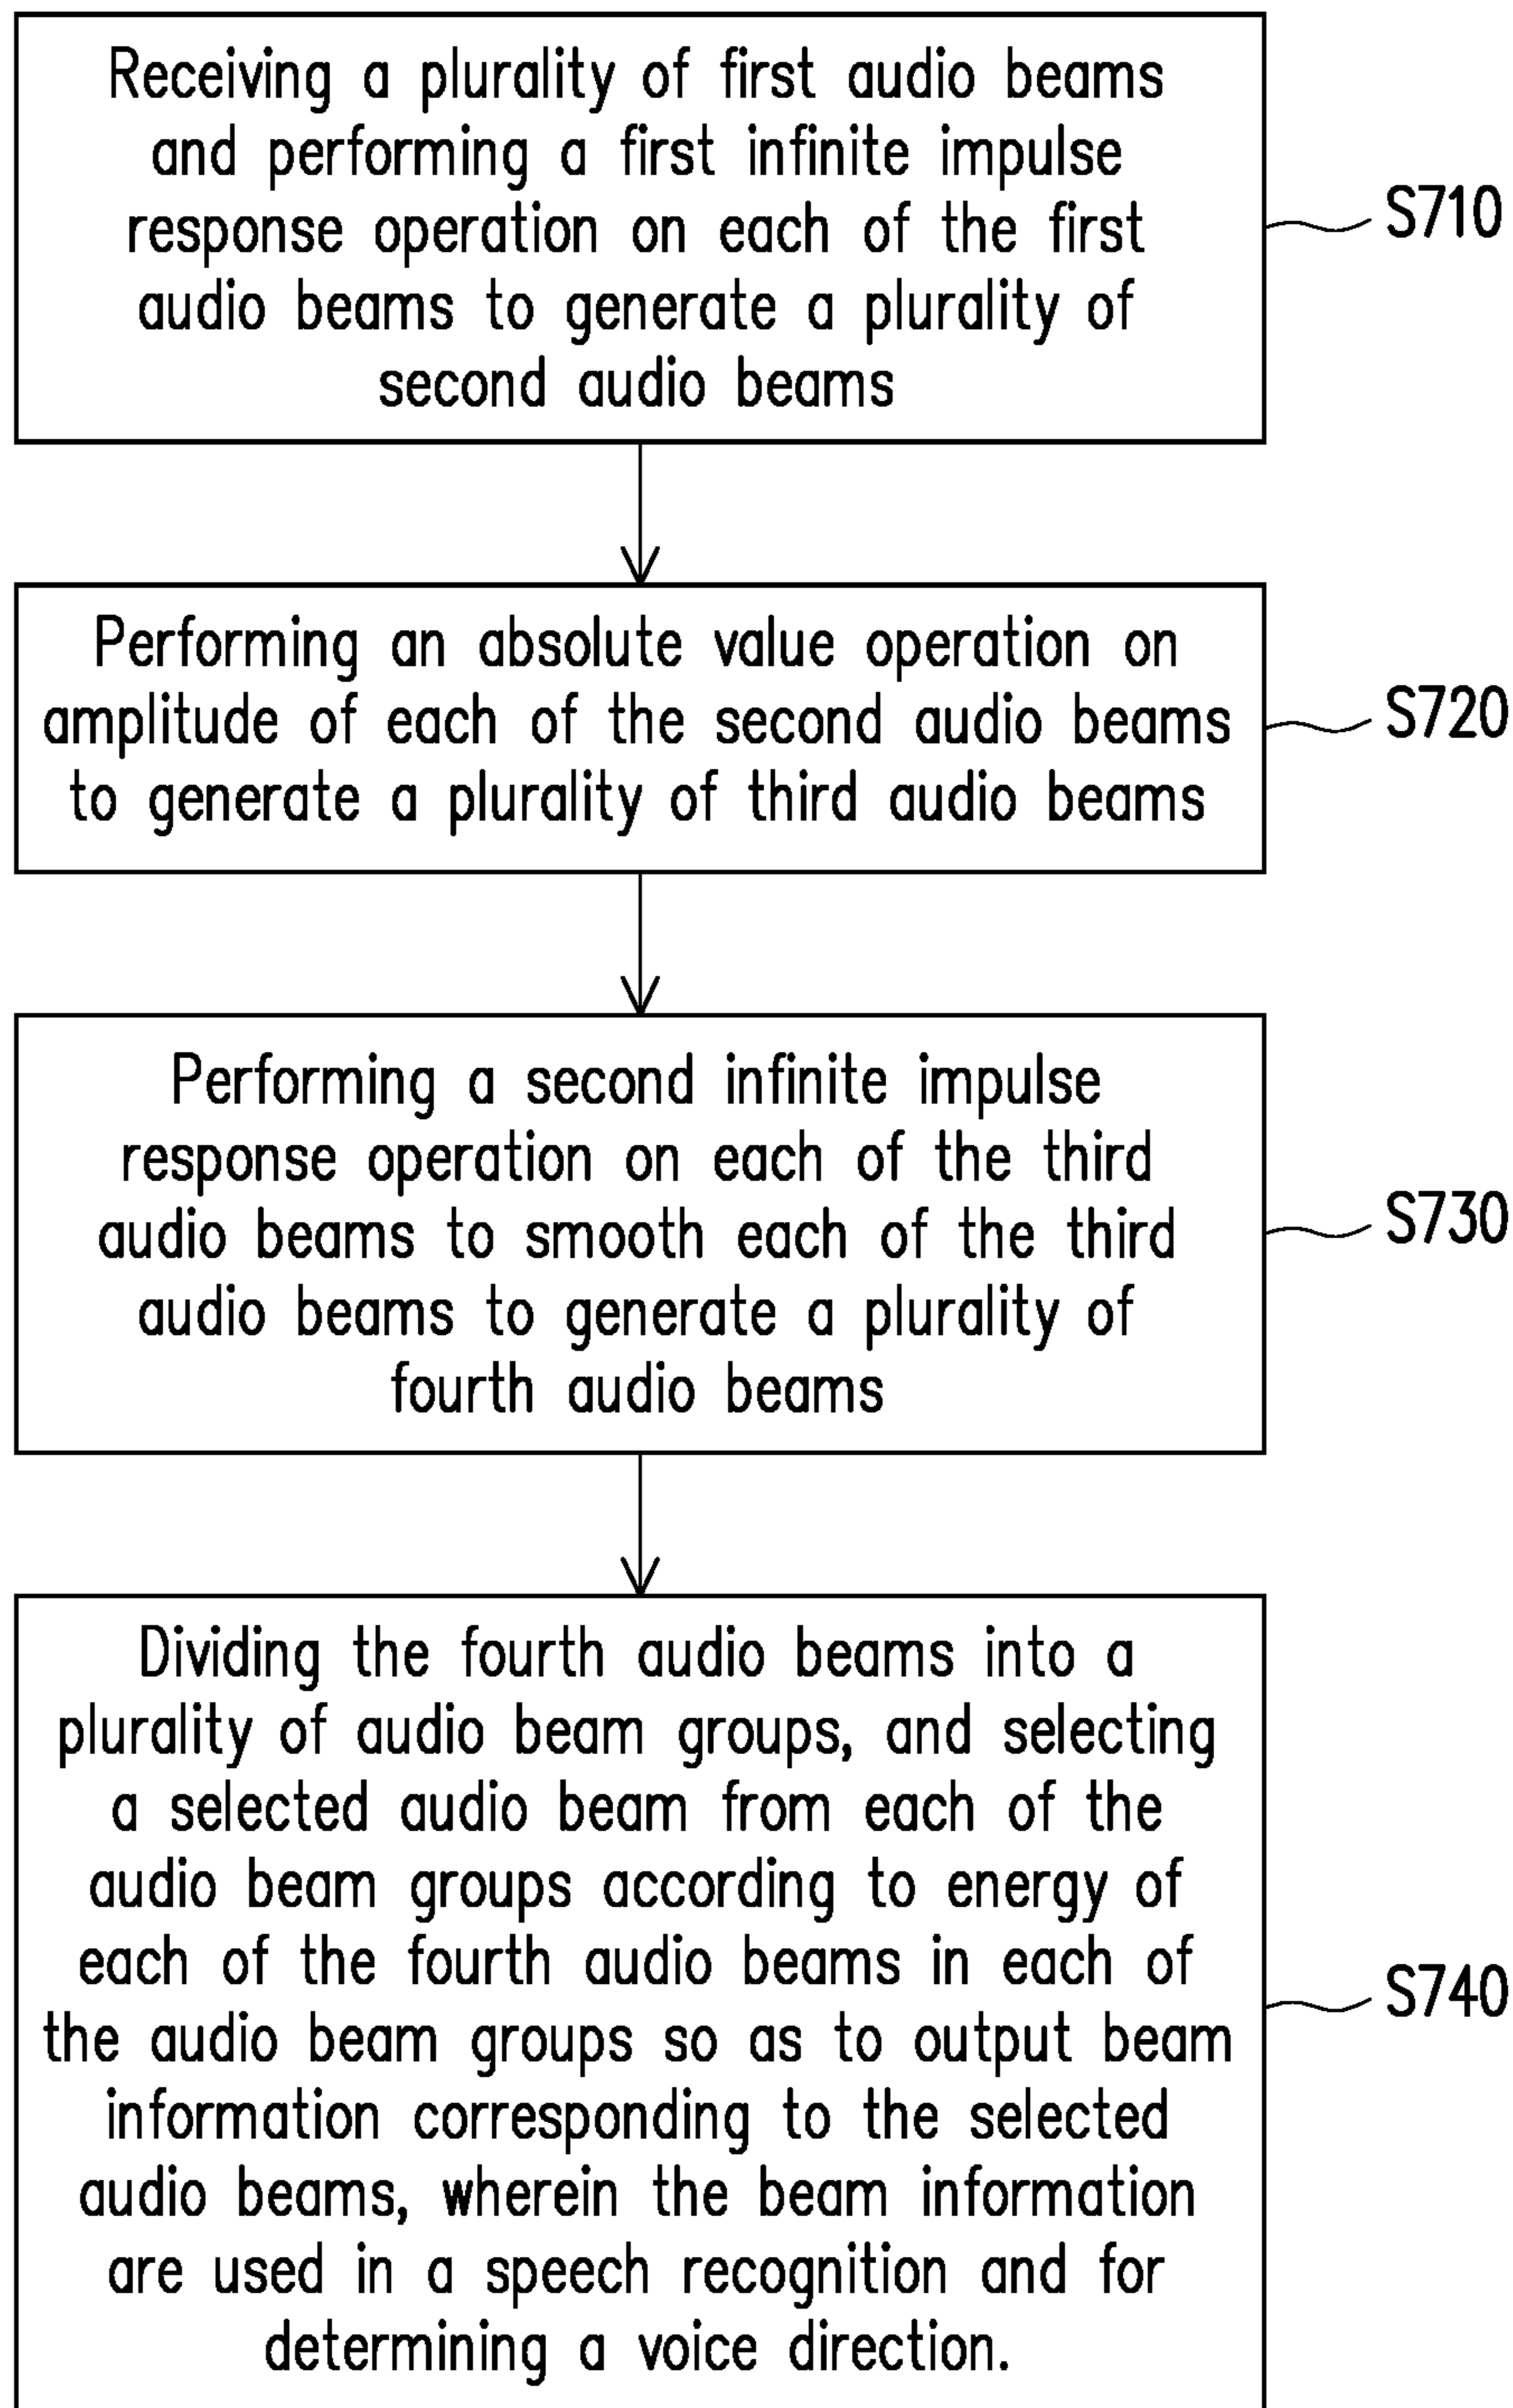 Receiving a plurality of first audio beams
and performing a first infinite impulse
response operation on each of the first
audio beams to generate a plurality of
second audio beams
S710
Performing an absolute value operation on
amplitude of each of the second audio beams
to generate a plurality of third audio beams
S720
Performing a second infinite impulse
response operation on each of the third
audio beams to smooth each of the third
audio beams to generate a plurality of
fourth audio beams
S730
Dividing the fourth audio beams into a
plurality of audio beam groups, and selecting
a selected audio beam from each of the
audio beam groups according to energy of
each of the fourth audio beams in each of
the audio beam groups so as to output beam
information corresponding to the selected
audio beams, wherein the beam information
are used in a speech recognition and for
determining a voice direction.
S740